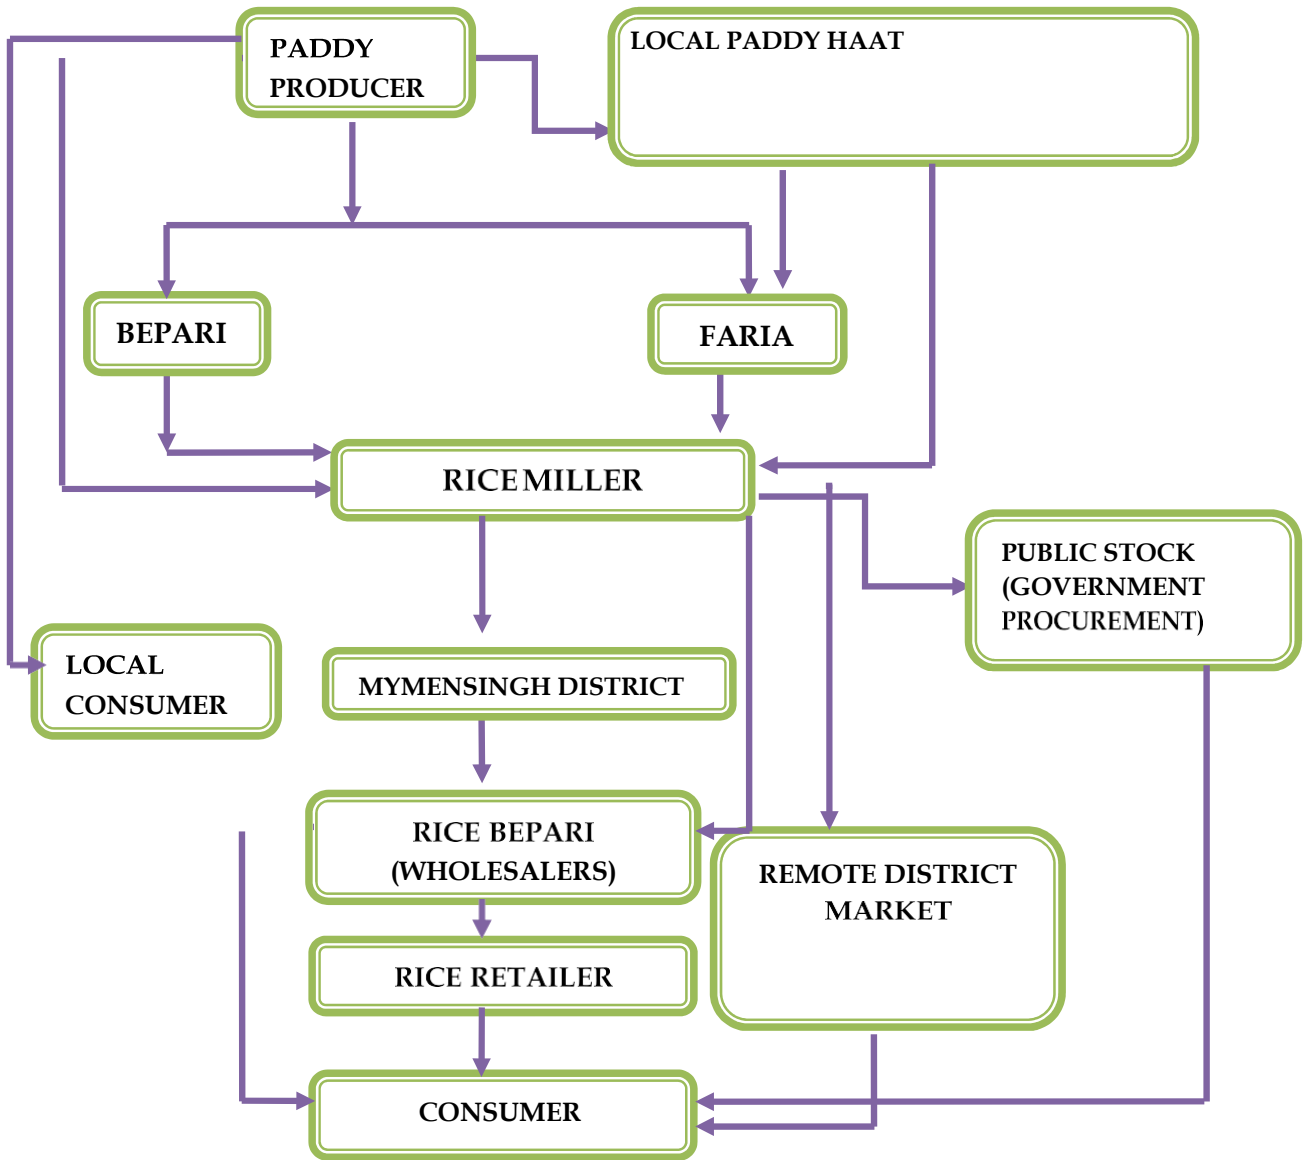 PADDY
PRODUCER
LOCAL PADDY HAAT
BEPARI
FARIA
RICE MILLER
PUBLIC STOCK
(GOVERNMENT
PROCUREMENT)
LOCAL
CONSUMER
MYMENSINGH DISTRICT
RICE BEPARI
(WHOLESALERS)
REMOTE DISTRICT
MARKET
RICE RETAILER
CONSUMER